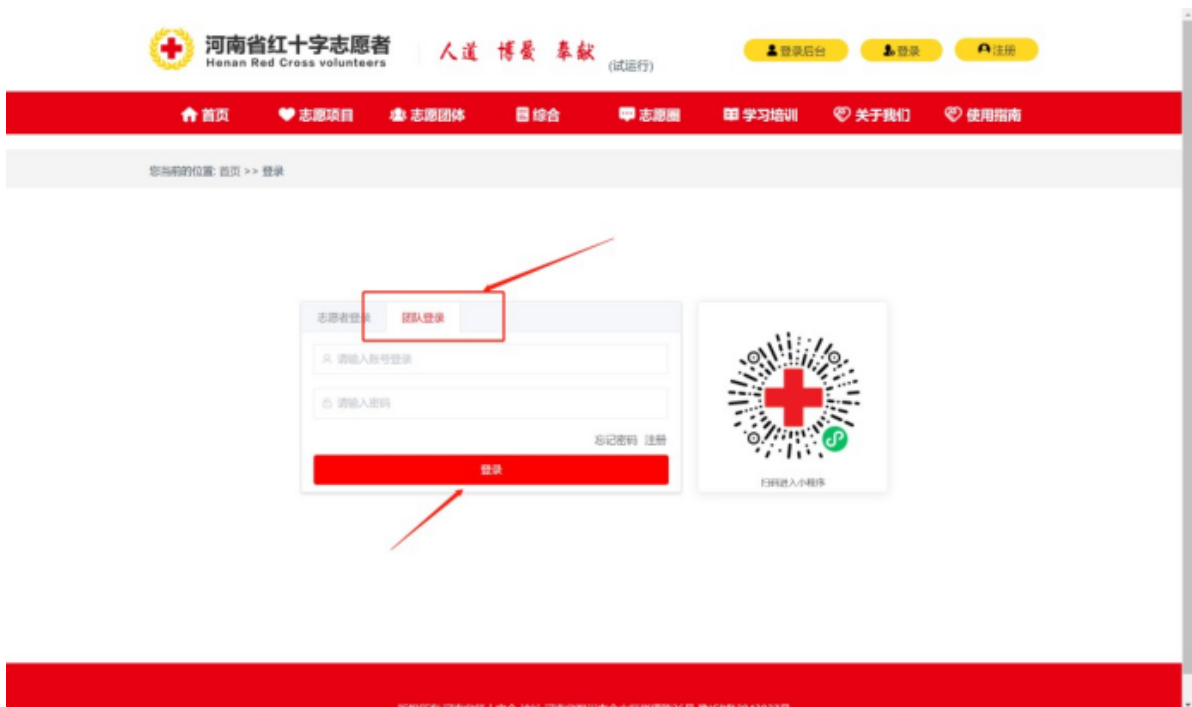 河南省红十字志愿者
Henan Red Cross volunteers
人道 博爱 奉献
(试运行)
登录后台
登录
注册
首页 志愿项目 志愿团体 综合 志愿圈 学习培训 关于我们 使用指南
您当前的位置: 首页 >> 登录
志愿者登录 团队登录
请输入账号登录
请输入密码
忘记密码 注册
登录
扫码进入小程序